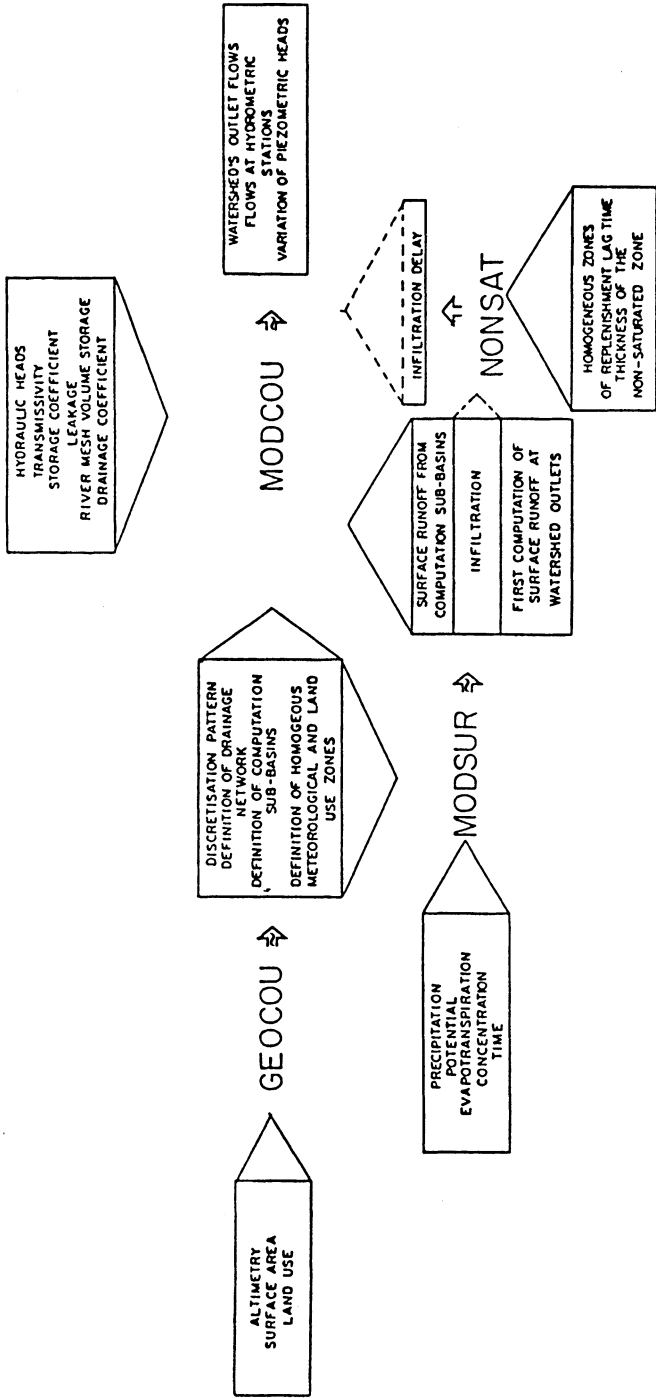 ALTIMETRY
SURFACE AREA
LAND USE
GEOCOU
DISCRETISATION PATTERN
DEFINITION OF DRAINAGE
NETWORK
DEFINITION OF COMPUTATION
SUB-BASINS
DEFINITION OF HOMOGEOUS
METEOROLOGICAL AND LAND
USE ZONES
HYDRAULIC HEADS
TRANSMISSIVITY
STORAGE COEFFICIENT
LEAKAGE
RIVER MESH VOLUME STORAGE
DRAINAGE COEFFICIENT
MODCOU
WATERSHED'S OUTLET FLOWS
FLOWS AT HYDROMETRIC
STATIONS
VARIATION OF PIEZOMETRIC HEADS
PRECIPITATION
POTENTIAL
EVAPOTRANSPIRATION
CONCENTRATION
TIME
MODSUR
SURFACE RUNOFF FROM
COMPUTATION SUB-BASINS
INFILTRATION
FIRST COMPUTATION OF
SURFACE RUNOFF AT
WATERSHED OUTLETS
INFILTRATION DELAY
NONSAT
HOMOGENEOUS ZONES
OF REPLENISHMENT LAG TIME
THICKNESS OF THE
NON-SATURATED ZONE